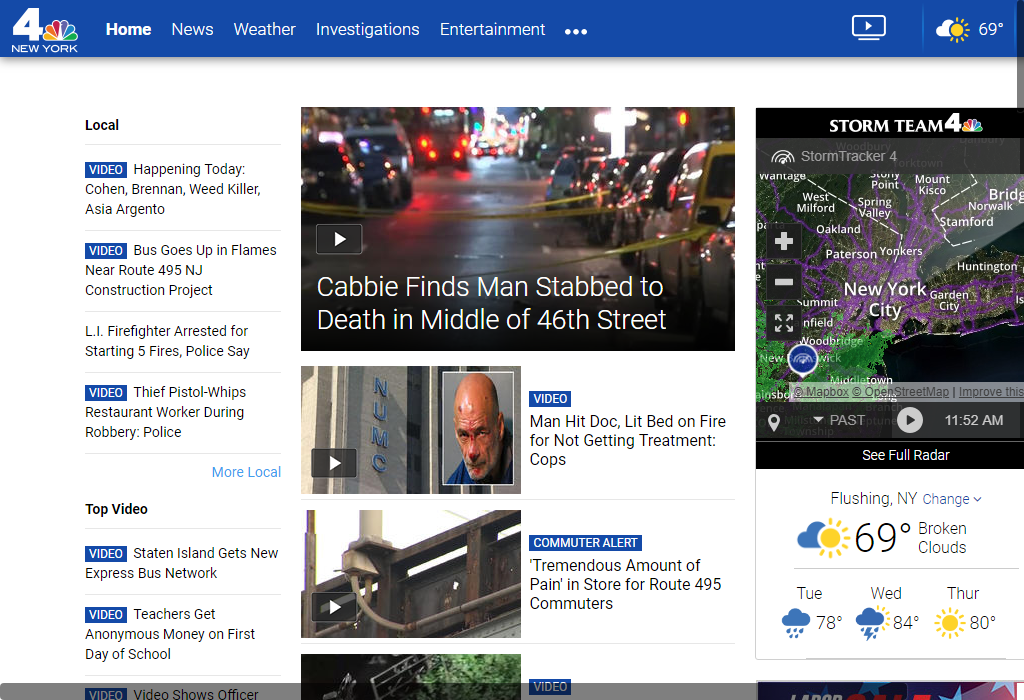 4
NEW YORK
Home
News
Weather
Investigations
Entertainment
69°
Local
VIDEO Happening Today:
Cohen, Brennan, Weed Killer,
Asia Argento
VIDEO Bus Goes Up in Flames
Near Route 495 NJ
Construction Project
L.I. Firefighter Arrested for
Starting 5 Fires, Police Say
VIDEO Thief Pistol-Whips
Restaurant Worker During
Robbery: Police
More Local
Top Video
VIDEO Staten Island Gets New
Express Bus Network
VIDEO Teachers Get
Anonymous Money on First
Day of School
VIDEO Video Shows Officer
Cabbie Finds Man Stabbed to
Death in Middle of 46th Street
NUMC
VIDEO
Man Hit Doc, Lit Bed on Fire
for Not Getting Treatment:
Cops
COMMUTER ALERT
'Tremendous Amount of
Pain' in Store for Route 495
Commuters
VIDEO
STORM TEAM 4
StormTracker 4
Wantage
Stony
Point
Mount
Kisco
Bridg
West
Milford
Spring
Valley
Norwalk
Stamford
Oakland
Paterson
Yonkers
Huntington
New York
City
Garden
City
Is
Summit
nfield
Woodbridge
New wick
Middletown
ainsbo
© Mapbox © OpenStreetMap | Improve this
PAST
11:52 AM
See Full Radar
Flushing, NY Change
69°
Broken
Clouds
Tue
Wed
Thur
78°
84°
80°
LABOR
SALE